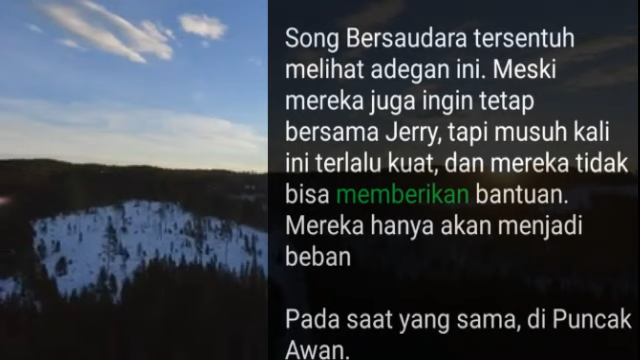 Song Bersaudara tersentuh
melihat adegan ini. Meski
mereka juga ingin tetap
bersama Jerry, tapi musuh kali
ini terlalu kuat, dan mereka tidak
bisa memberikan bantuan.
Mereka hanya akan menjadi
beban
Pada saat yang sama, di Puncak
Awan.